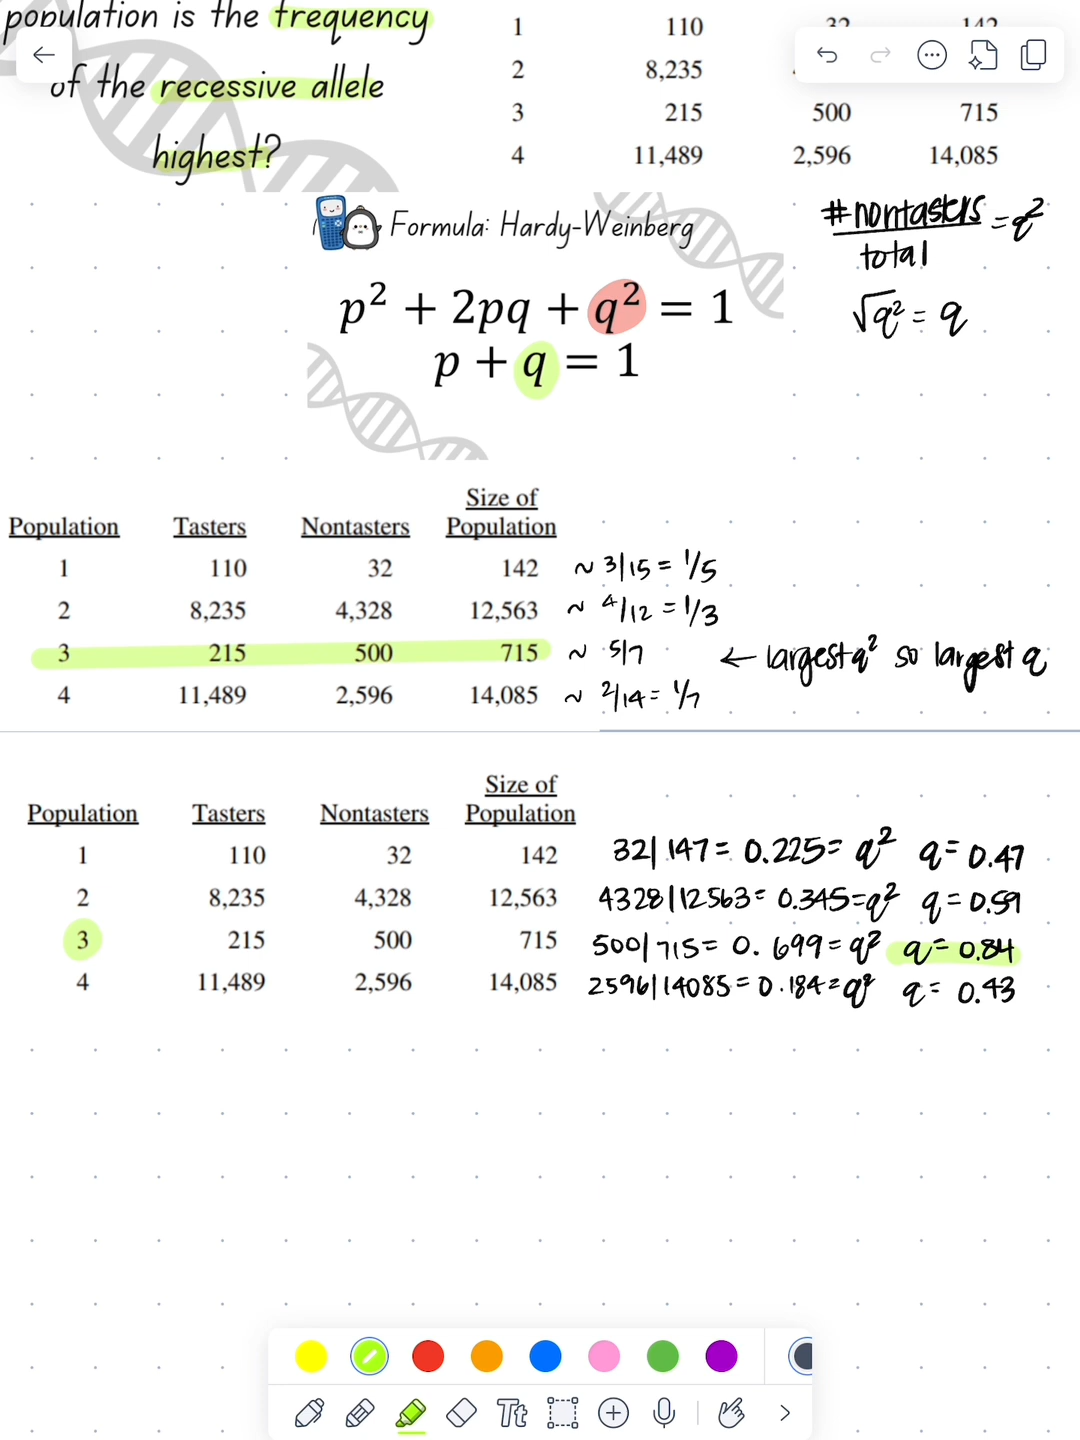 population is the frequency
of the recessive allele
highest?
1 110 32 142
2 8,235
3 215 500 715
4 11,489 2,596 14,085
Formula: Hardy-Weinberg
#nontasters = q²
total
√q² = q
p² + 2pq + q² = 1
p + q = 1
Size of
Population Tasters Nontasters Population
1 110 32 142 ~ 3/15 = 1/5
2 8,235 4,328 12,563 ~ 4/12 = 1/3
3 215 500 715 ~ 5/7 ← largest q² so largest q
4 11,489 2,596 14,085 ~ 2/14 = 1/7
Size of
Population Tasters Nontasters Population
1 110 32 142 32/147 = 0.225 = q² q = 0.47
2 8,235 4,328 12,563 4328/12563 = 0.345 = q² q = 0.59
3 215 500 715 500/715 = 0.699 = q² q = 0.84
4 11,489 2,596 14,085 2596/14085 = 0.184 = q² q = 0.43
Tt